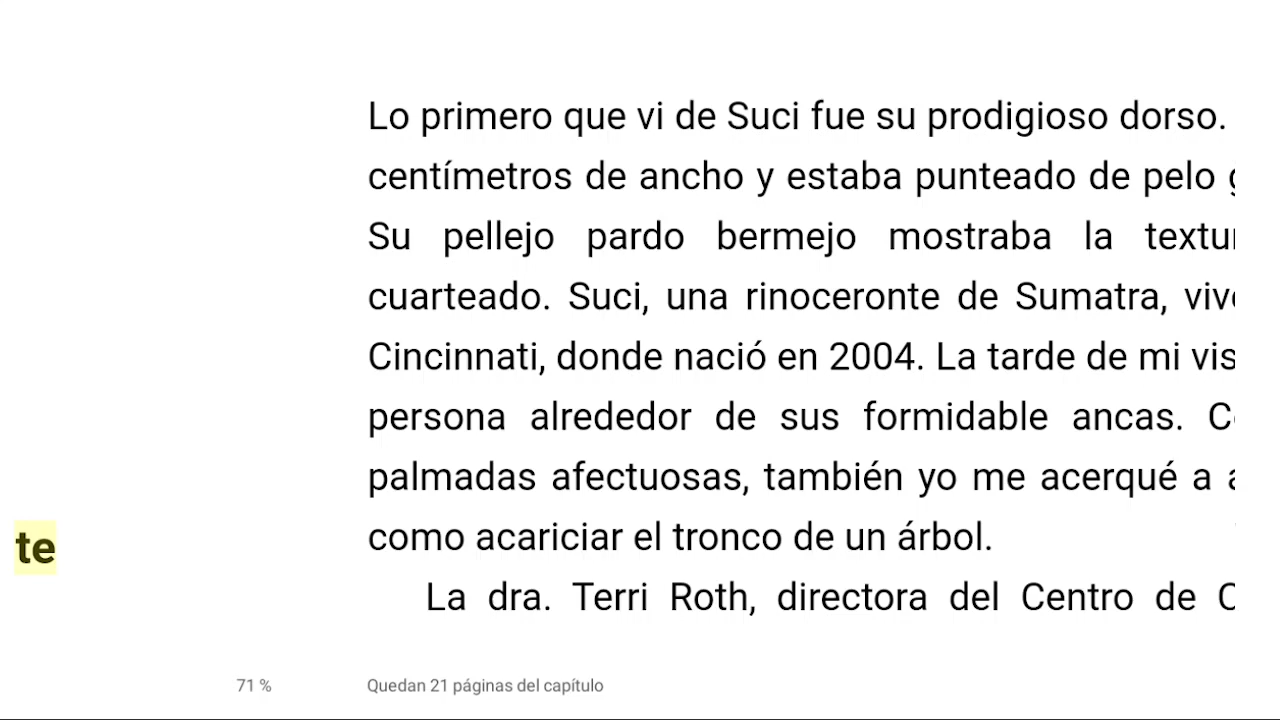 Lo primero que vi de Suci fue su prodigioso dorso.
centímetros de ancho y estaba punteado de pelo
Su pellejo pardo bermejo mostraba la textu
cuarteado. Suci, una rinoceronte de Sumatra, viv
Cincinnati, donde nació en 2004. La tarde de mi vis
persona alrededor de sus formidable ancas. C
palmadas afectuosas, también yo me acerqué a a
como acariciar el tronco de un árbol.
te
La dra. Terri Roth, directora del Centro de C
71 %
Quedan 21 páginas del capítulo